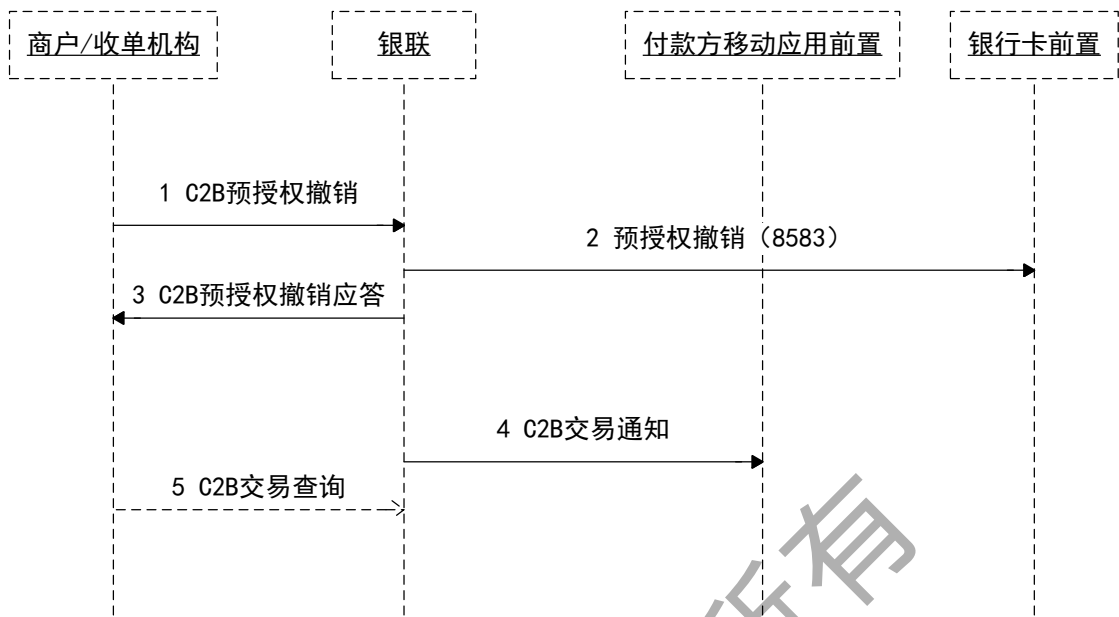 商户/收单机构
银联
付款方移动应用前置
银行卡前置
1 C2B预授权撤销
2 预授权撤销（8583）
3 C2B预授权撤销应答
4 C2B交易通知
5 C2B交易查询
所有